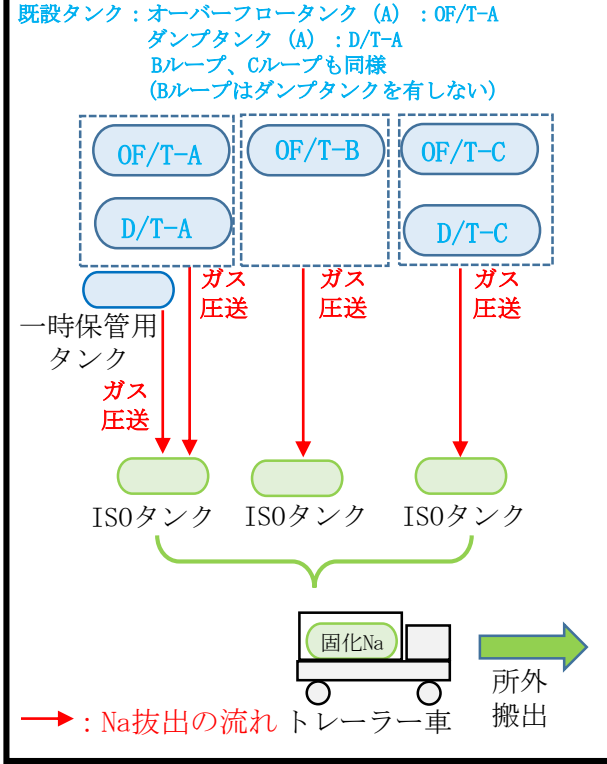 既設タンク：オーバーフロータンク（A）：OF/T-A
ダンプタンク（A）：D/T-A
Bループ、Cループも同様
(Bループはダンプタンクを有しない)
OF/T-A
OF/T-B
OF/T-C
D/T-A
D/T-C
ガス
圧送
ガス
圧送
ガス
圧送
一時保管用
タンク
ガス
圧送
ISOタンク
ISOタンク
ISOタンク
固化Na
所外
搬出
：Na抜出の流れ
トレーラー車